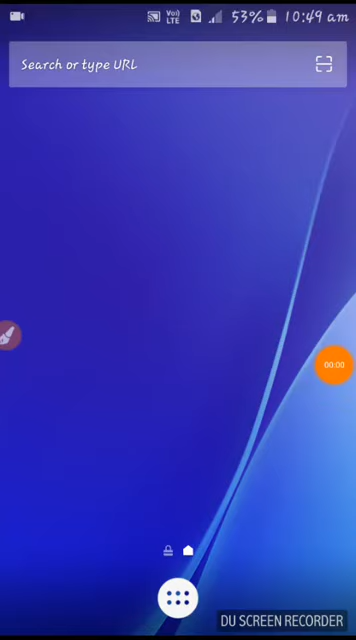 Vo))
LTE
53% 10:49 am
Search or type URL
00:00
DU SCREEN RECORDER